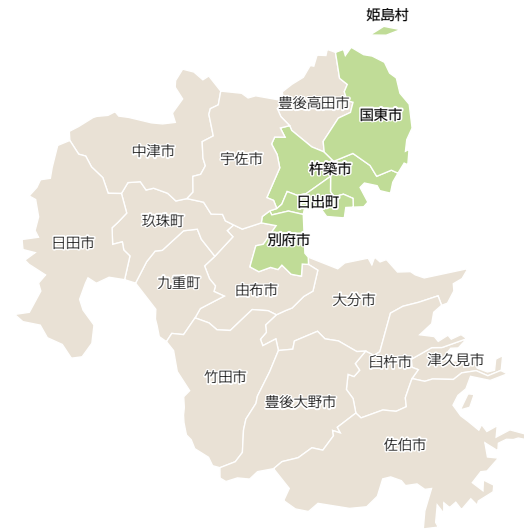 姫島村
豊後高田市
国東市
中津市
宇佐市
杵築市
日出町
玖珠町
別府市
日田市
九重町
由布市
大分市
臼杵市
津久見市
竹田市
豊後大野市
佐伯市